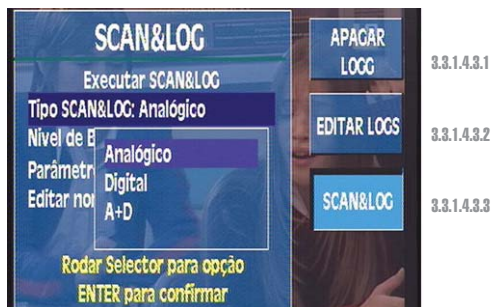 SCAN&LOG
Executar SCAN&LOG
Tipo SCAN&LOG: Analógico
Nivel de
Analógico
Digital
A+D
Editar
Rodar Selector para opção
ENTER para confirmar
APAGAR
LOGG
EDITAR LOGS
SCAN&LOG
3.3.1.4.3.1
3.3.1.4.3.2
3.3.1.4.3.3